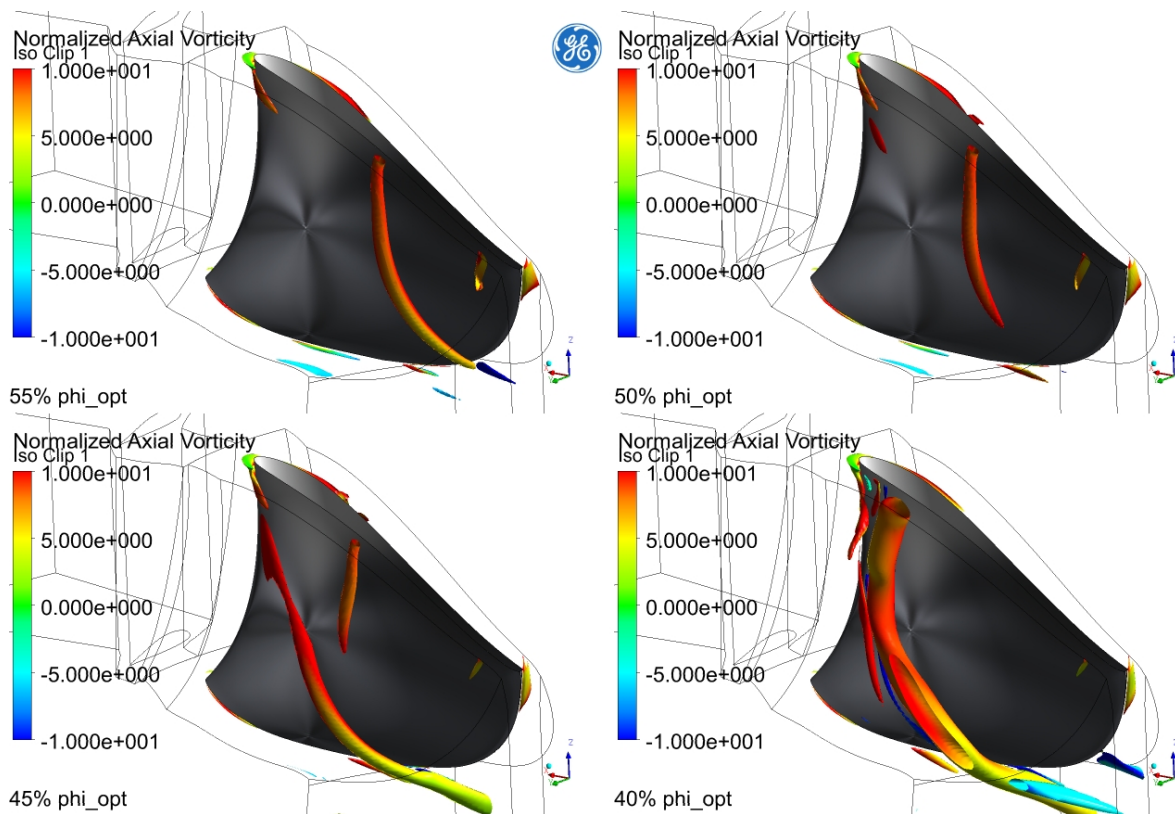 Normalized Axial Vorticity
Iso Clip 1
1.000e+001
5.000e+000
0.000e+000
-5.000e+000
-1.000e+001
55% phi_opt
Z
GE
Normalized Axial Vorticity
Iso Clip 1
1.000e+001
5.000e+000
0.000e+000
-5.000e+000
-1.000e+001
50% phi_opt
Z
Normalized Axial Vorticity
Iso Clip 1
1.000e+001
5.000e+000
0.000e+000
-5.000e+000
-1.000e+001
45% phi_opt
Z
Normalized Axial Vorticity
Iso Clip 1
1.000e+001
5.000e+000
0.000e+000
-5.000e+000
-1.000e+001
40% phi_opt
Z